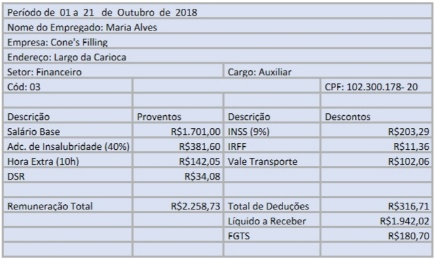 Período de 01 a 21 de Outubro de 2018
Nome do Empregado: Maria Alves
Empresa: Cone's Filling
Endereço: Largo da Carioca
Setor: Financeiro Cargo: Auxiliar
Cód: 03 CPF: 102.300.178- 20
Descrição Proventos Descrição Descontos
Salário Base R$1.701,00 INSS (9%) R$203,29
Adc. de Insalubridade (40%) R$381,60 IRFF R$11,36
Hora Extra (10h) R$142,05 Vale Transporte R$102,06
DSR R$34,08
Remuneração Total R$2.258,73 Total de Deduções R$316,71
Líquido a Receber R$1.942,02
FGTS R$180,70